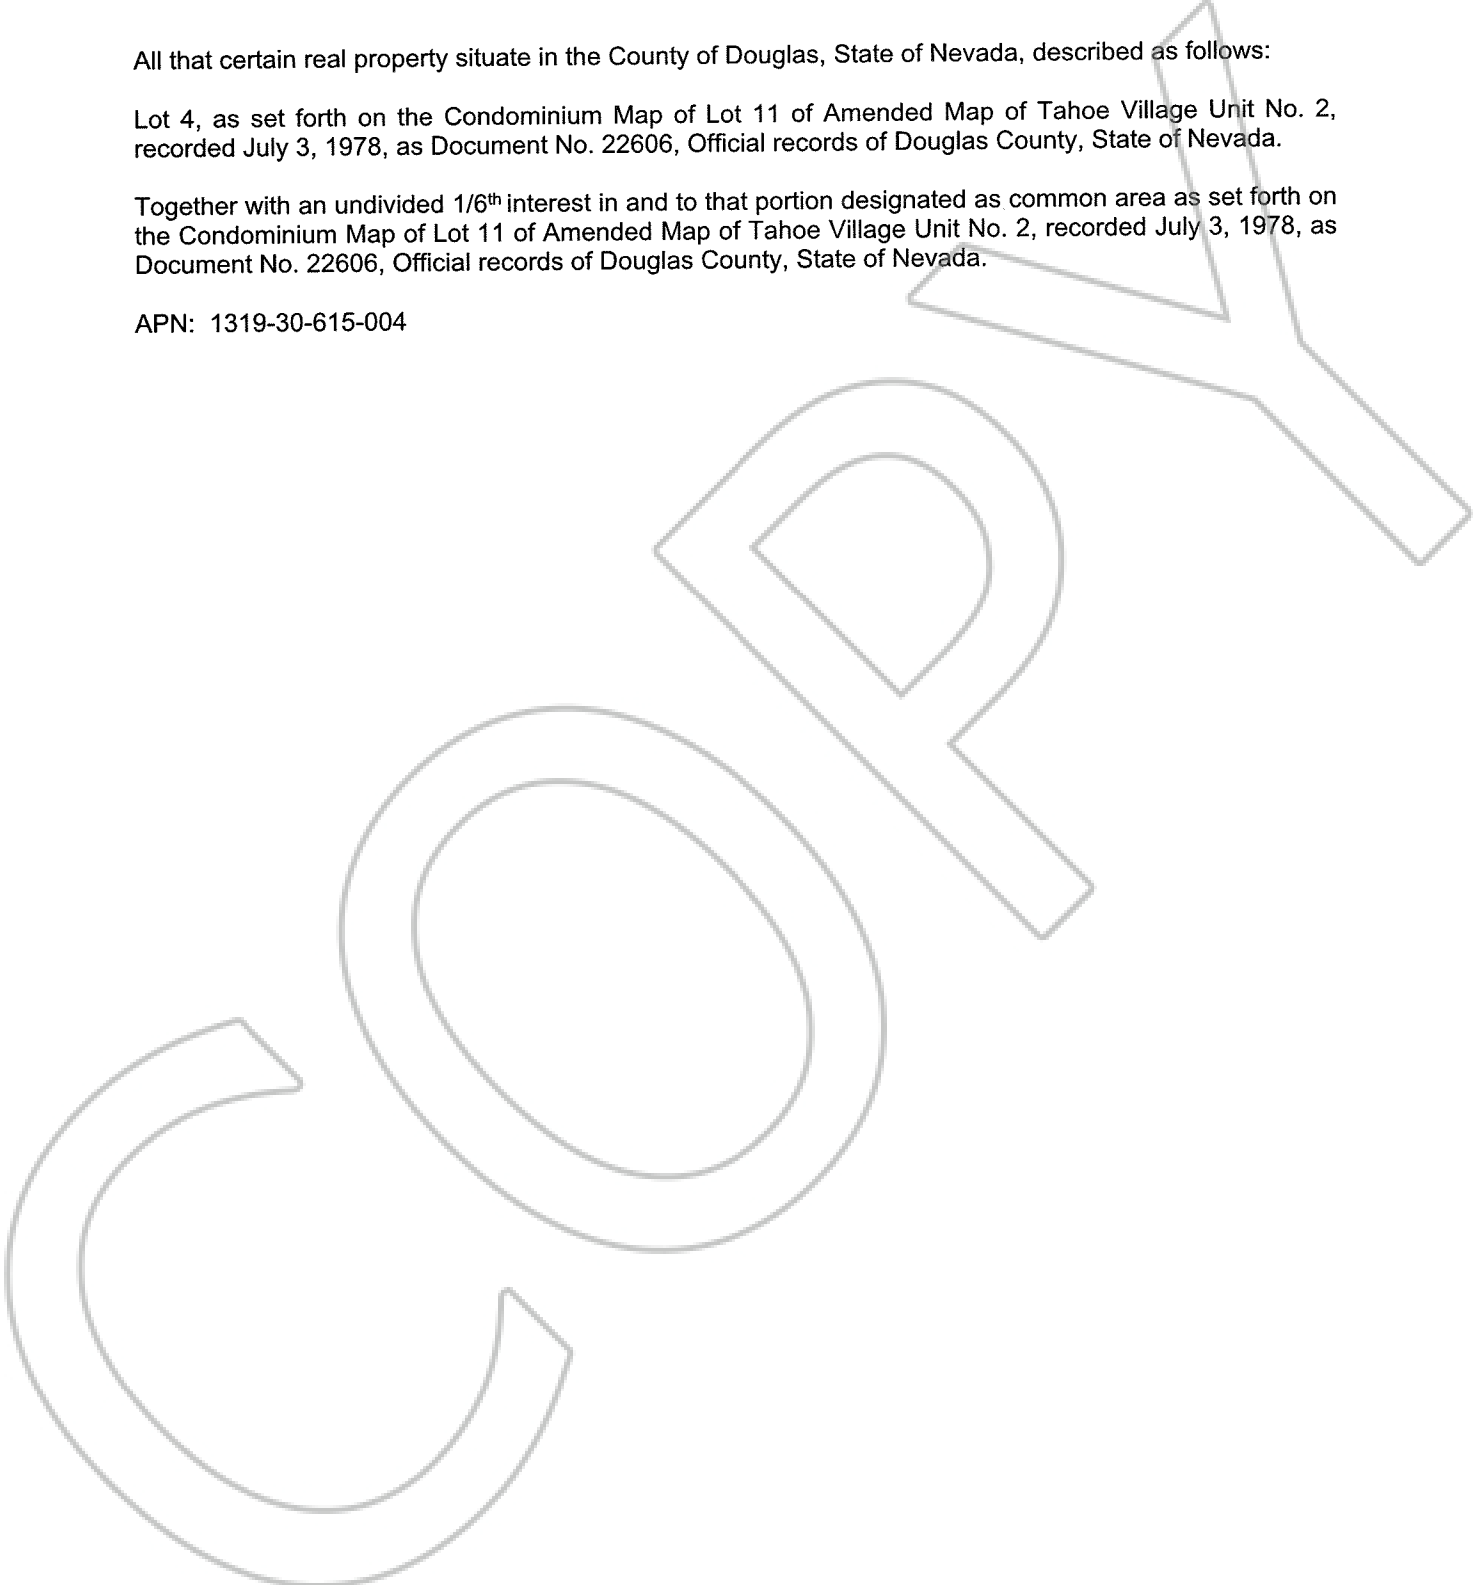 All that certain real property situate in the County of Douglas, State of Nevada, described as follows:
Lot 4, as set forth on the Condominium Map of Lot 11 of Amended Map of Tahoe Village Unit No. 2,
recorded July 3, 1978, as Document No. 22606, Official records of Douglas County, State of Nevada.
Together with an undivided 1/6th interest in and to that portion designated as common area as set forth on
the Condominium Map of Lot 11 of Amended Map of Tahoe Village Unit No. 2, recorded July 3, 1978, as
Document No. 22606, Official records of Douglas County, State of Nevada.
APN: 1319-30-615-004
COPY